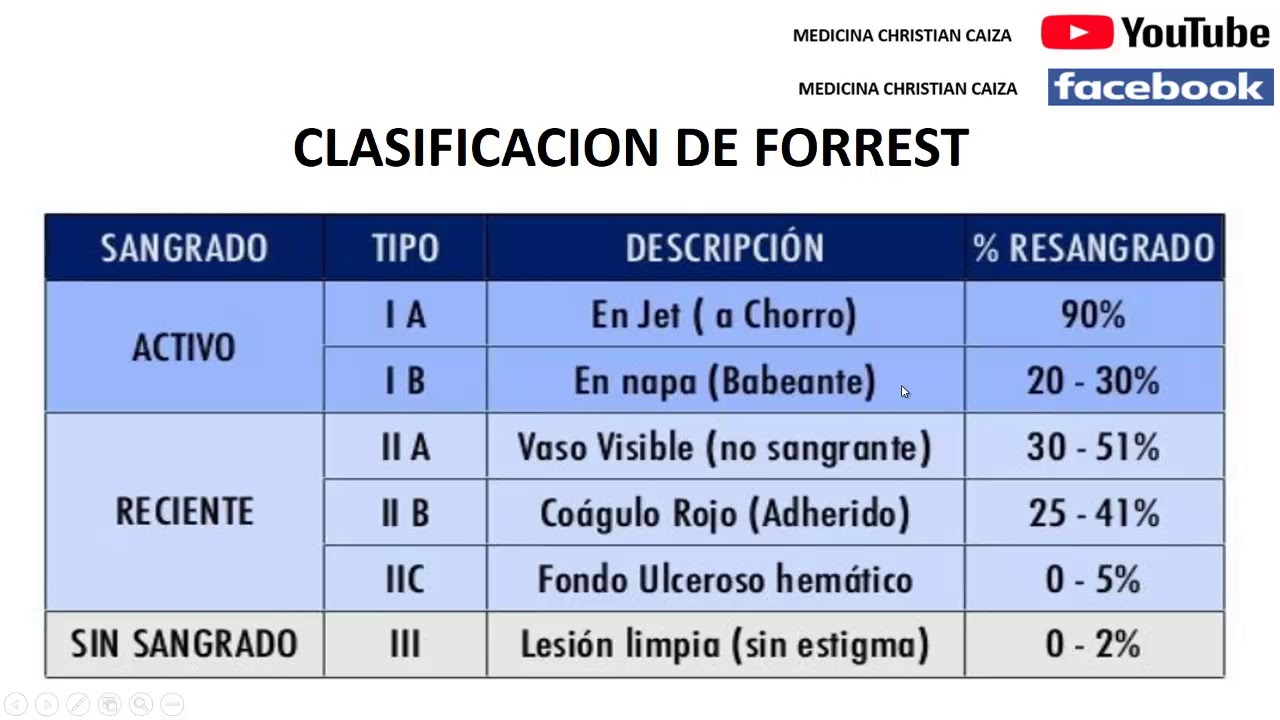 MEDICINA CHRISTIAN CAIZA YouTube
MEDICINA CHRISTIAN CAIZA facebook
CLASIFICACION DE FORREST
SANGRADO TIPO DESCRIPCIÓN % RESANGRADO
ACTIVO
I A En Jet ( a Chorro) 90%
I B En napa (Babeante) 20 - 30%
RECIENTE
II A Vaso Visible (no sangrante) 30 - 51%
II B Coágulo Rojo (Adherido) 25 - 41%
IIC Fondo Ulceroso hemático 0 - 5%
SIN SANGRADO III Lesión limpia (sin estigma) 0 - 2%